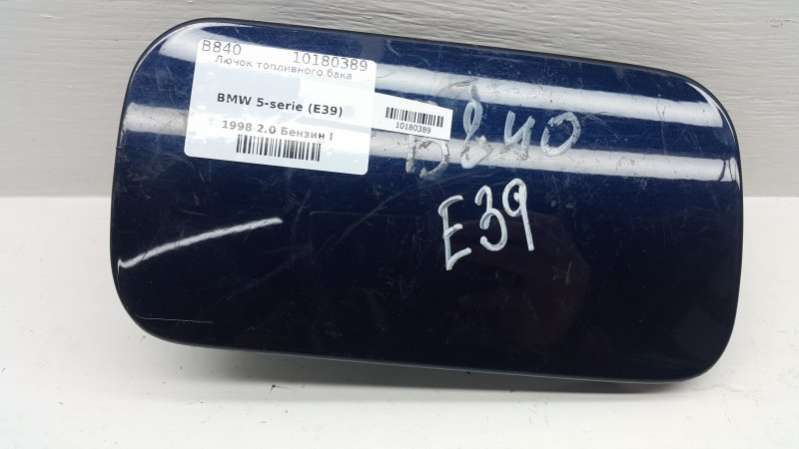 B840 10180389
Лючок топливного бака
BMW 5-serie (E39)
1998 2.0 Бензин I
10180389
B840
E39